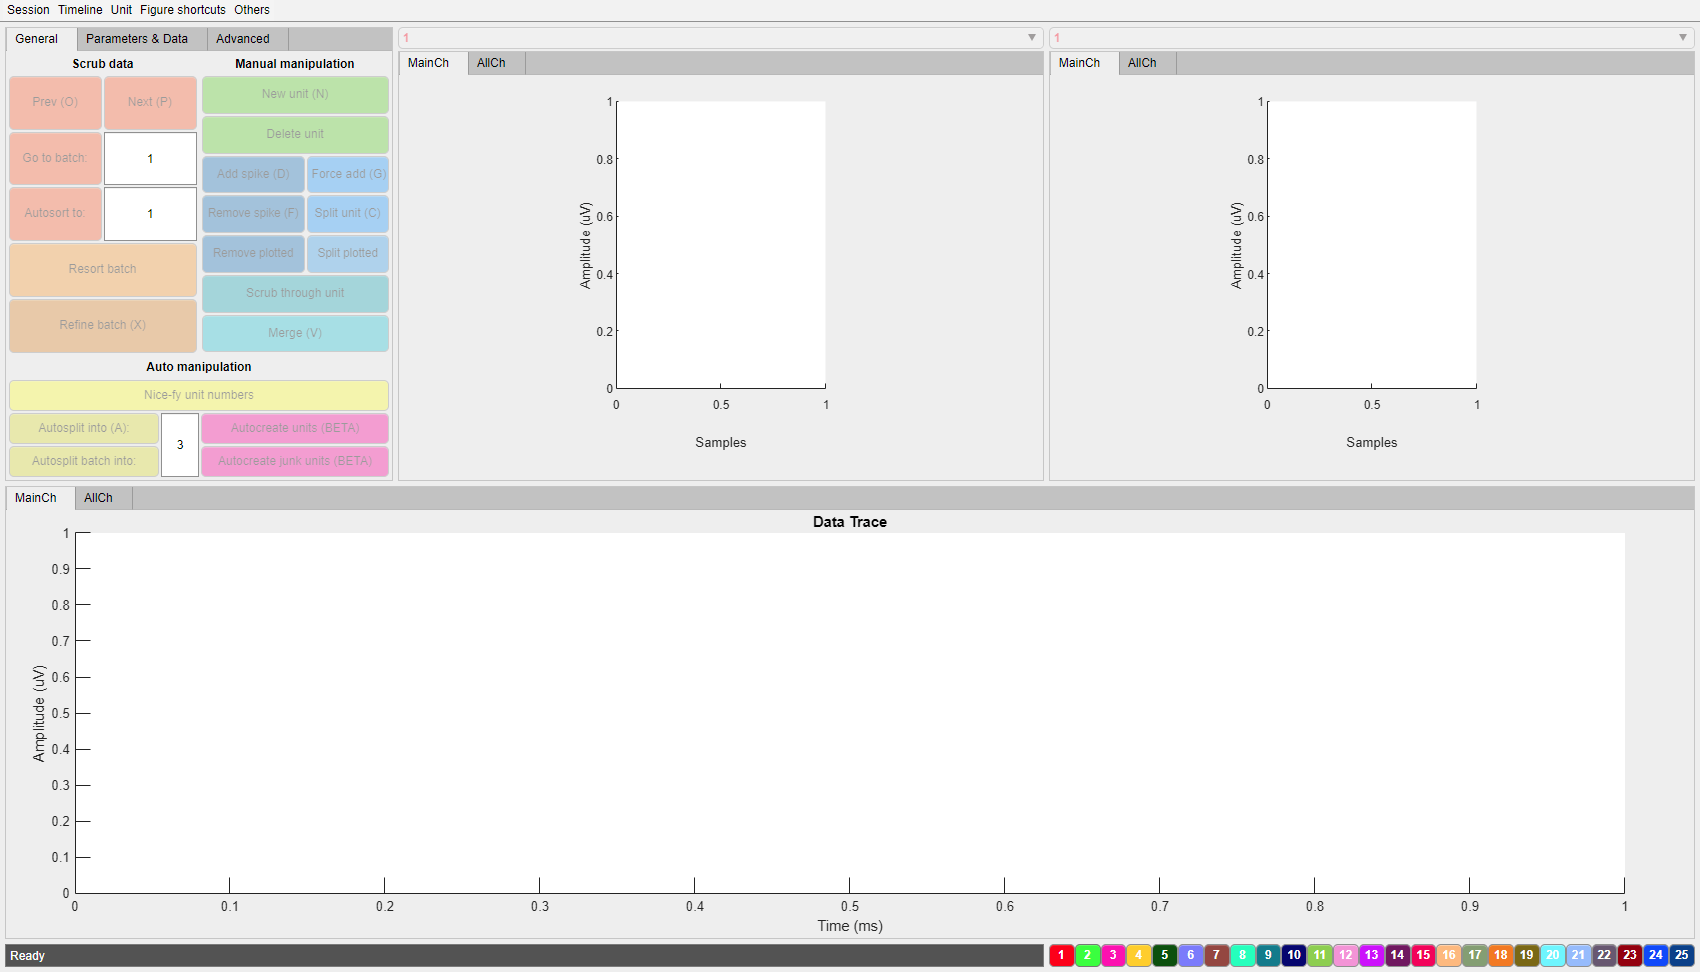 Session Timeline Unit Figure shortcuts Others
General Parameters & Data Advanced
Scrub data
Prev (O) Next (P)
Go to batch: 1
Autosort to: 1
Resort batch
Refine batch (X)
Manual manipulation
New unit (N)
Delete unit
Add spike (D) Force add (G)
Remove spike (F) Split unit (C)
Remove plotted Split plotted
Scrub through unit
Merge (V)
Auto manipulation
Nice-fy unit numbers
Autosplit into (A): 3 Autocreate units (BETA)
Autosplit batch into: Autocreate junk units (BETA)
1
MainCh AllCh
1
0.8
0.6
0.4
0.2
0
Amplitude (uV)
0 0.5 1
Samples
1
MainCh AllCh
1
0.8
0.6
0.4
0.2
0
Amplitude (uV)
0 0.5 1
Samples
MainCh AllCh
Data Trace
1
0.9
0.8
0.7
0.6
0.5
0.4
0.3
0.2
0.1
0
Amplitude (uV)
0 0.1 0.2 0.3 0.4 0.5 0.6 0.7 0.8 0.9 1
Time (ms)
Ready
1 2 3 4 5 6 7 8 9 10 11 12 13 14 15 16 17 18 19 20 21 22 23 24 25